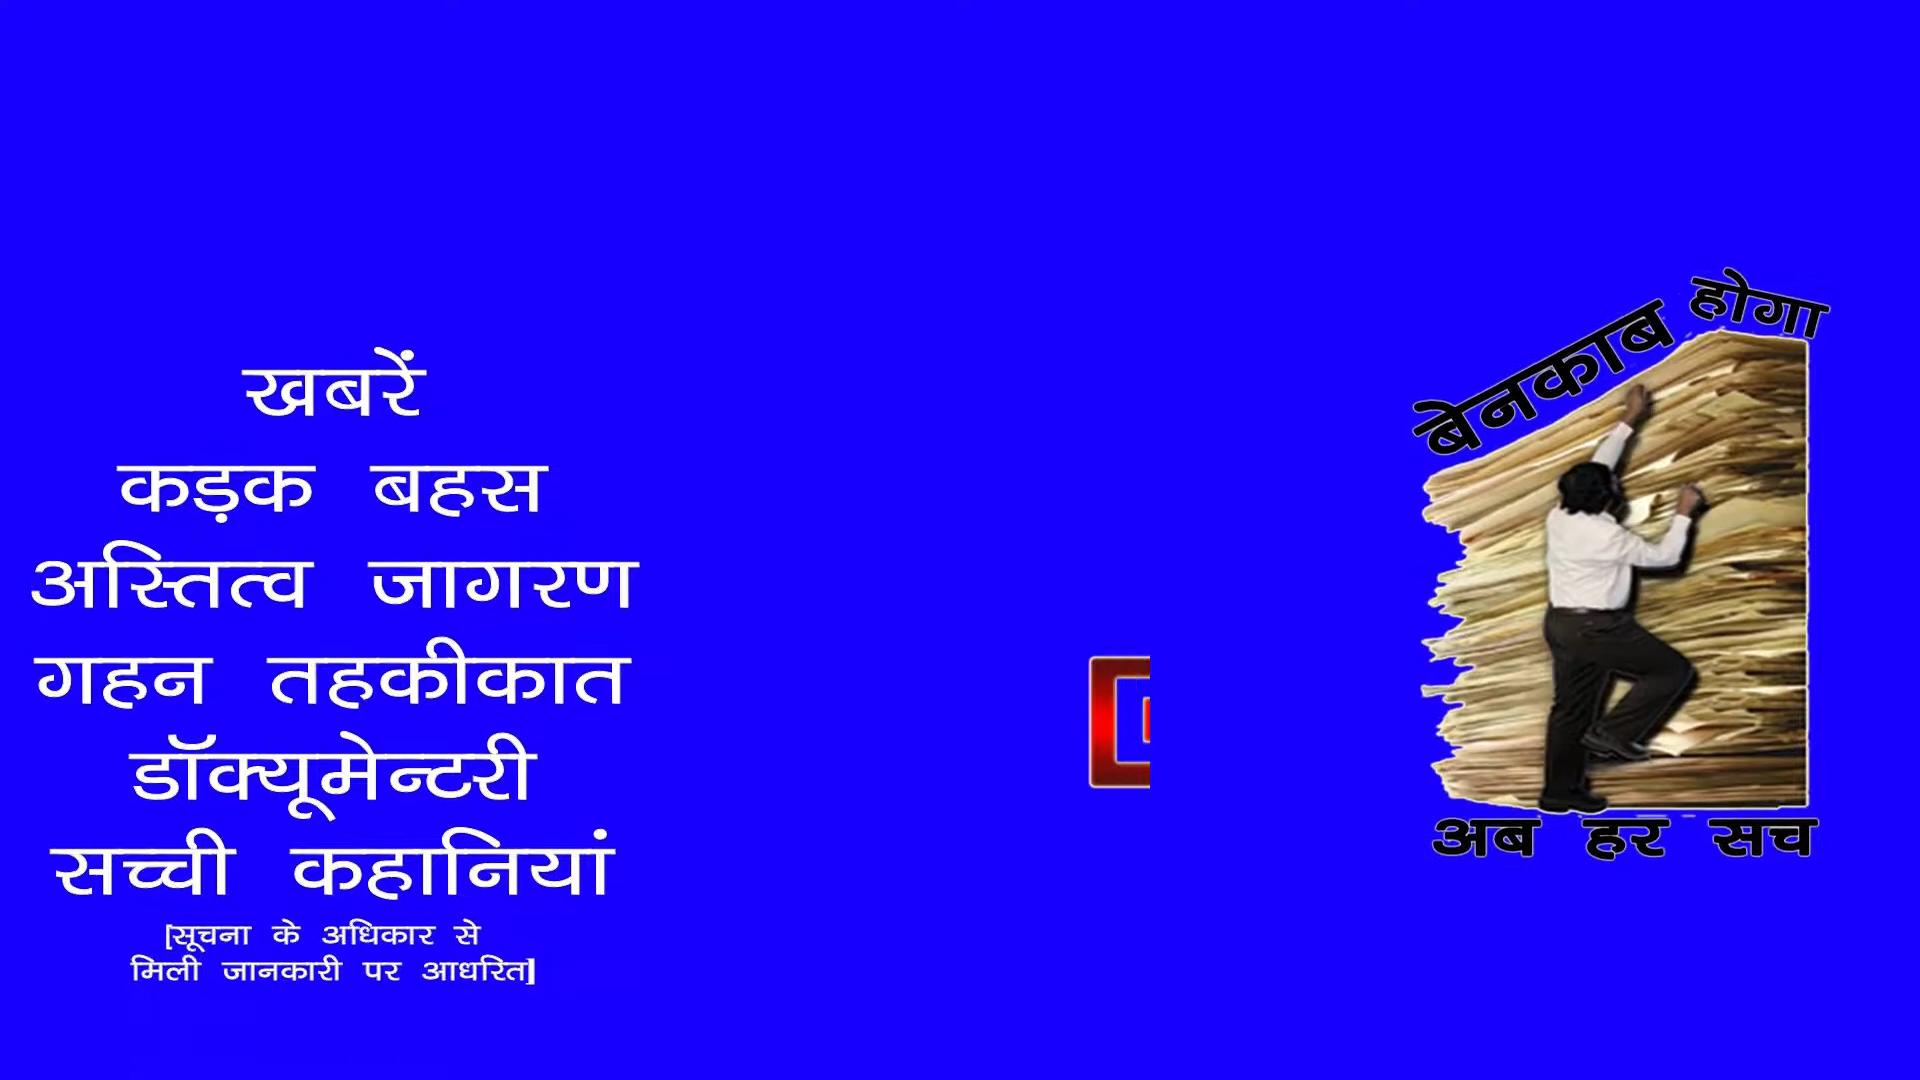 खबरें
कड़क बहस
अस्तित्व जागरण
गहन तहकीकात
डॉक्यूमेन्टरी
सच्ची कहानियां
[सूचना के अधिकार से
मिली जानकारी पर आधरित]
बेनकाब होगा
अब हर सच